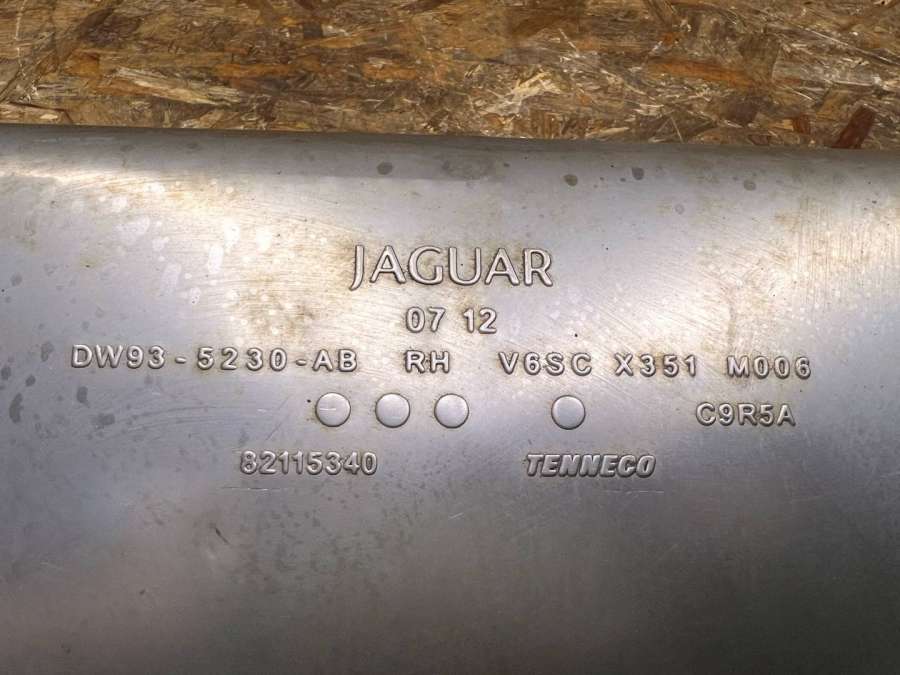 JAGUAR
07 12
DW93-5230-AB RH V6SC X351 M006
C9R5A
82115340 TENNECO